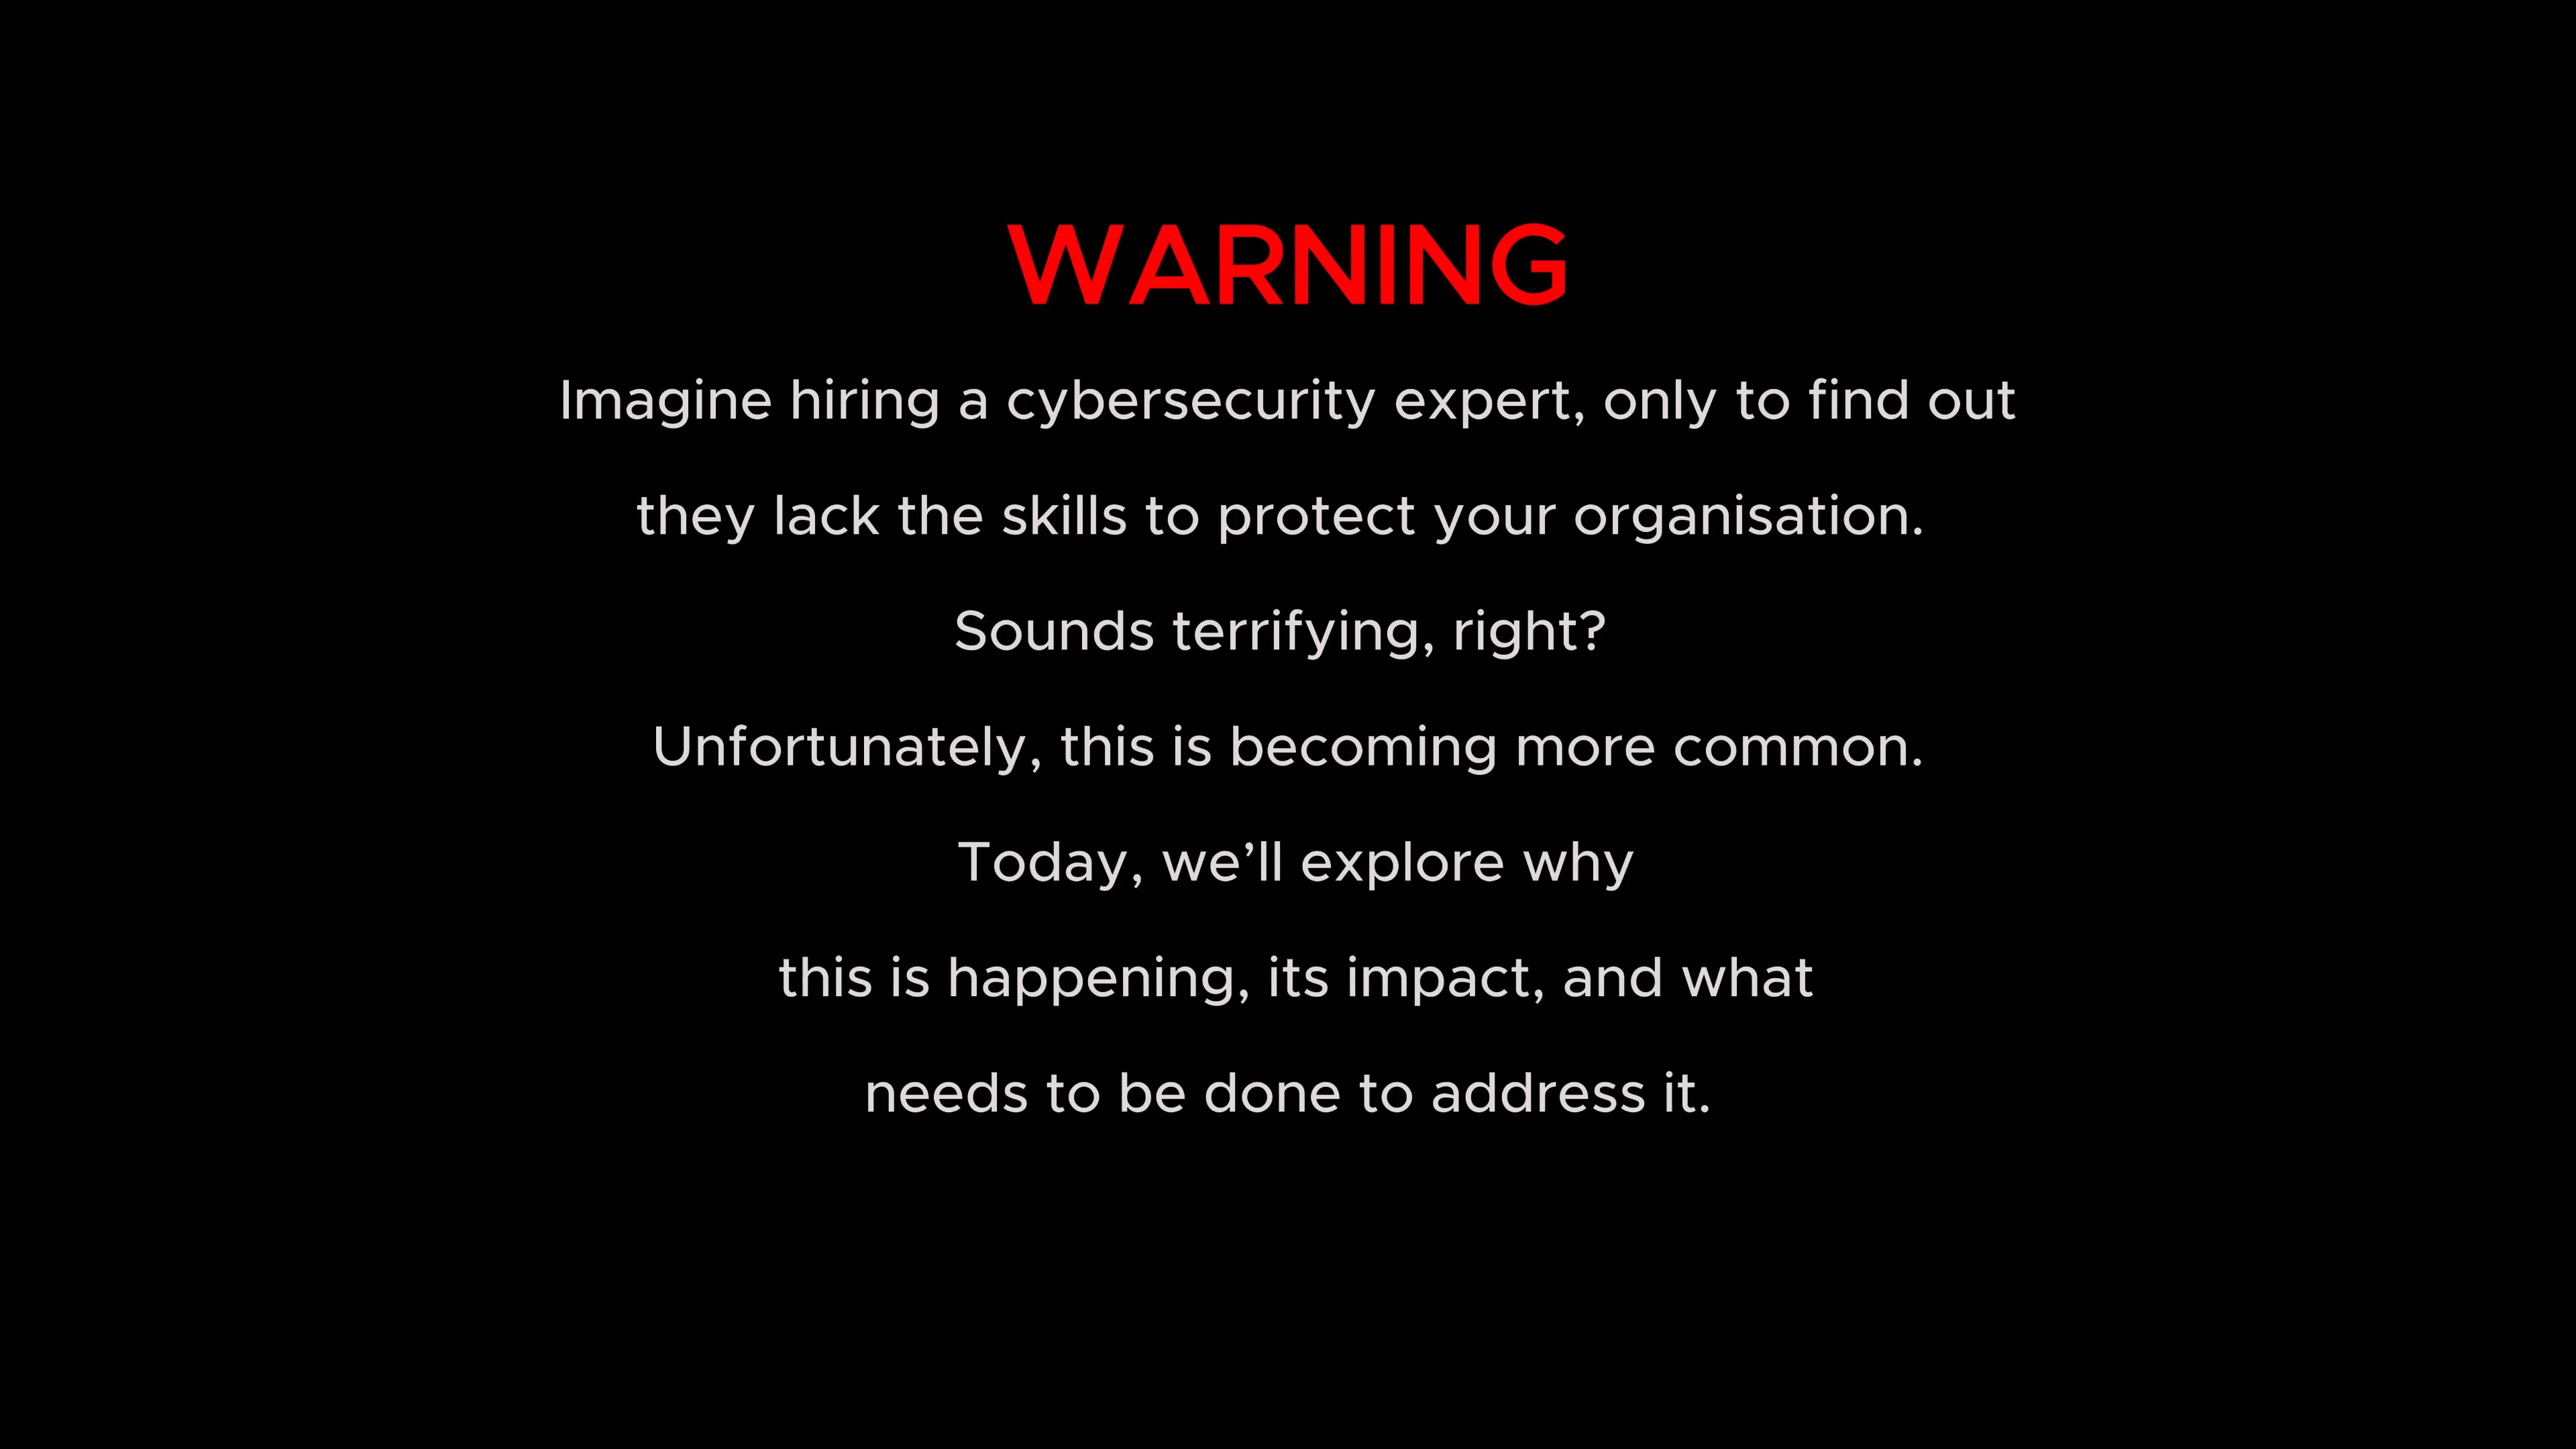 WARNING
Imagine hiring a cybersecurity expert, only to find out
they lack the skills to protect your organisation.
Sounds terrifying, right?
Unfortunately, this is becoming more common.
Today, we’ll explore why
this is happening, its impact, and what
needs to be done to address it.